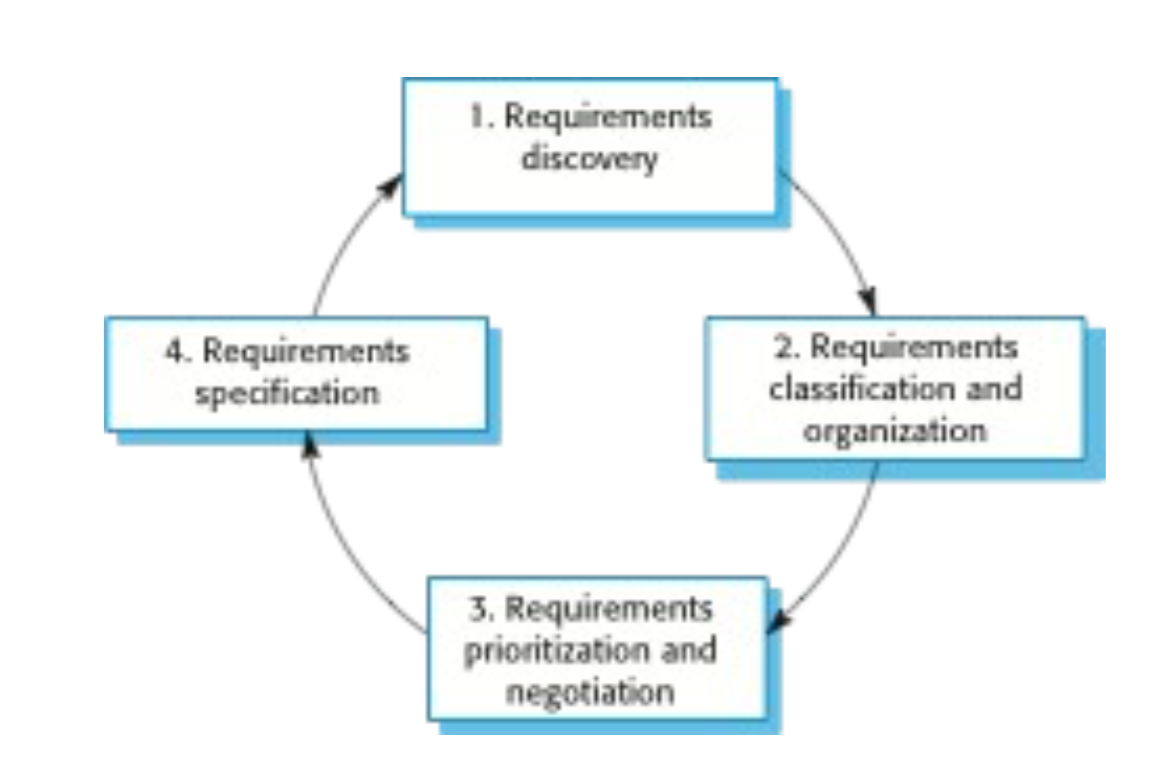 1. Requirements
discovery
2. Requirements
classification and
organization
3. Requirements
prioritization and
negotiation
4. Requirements
specification